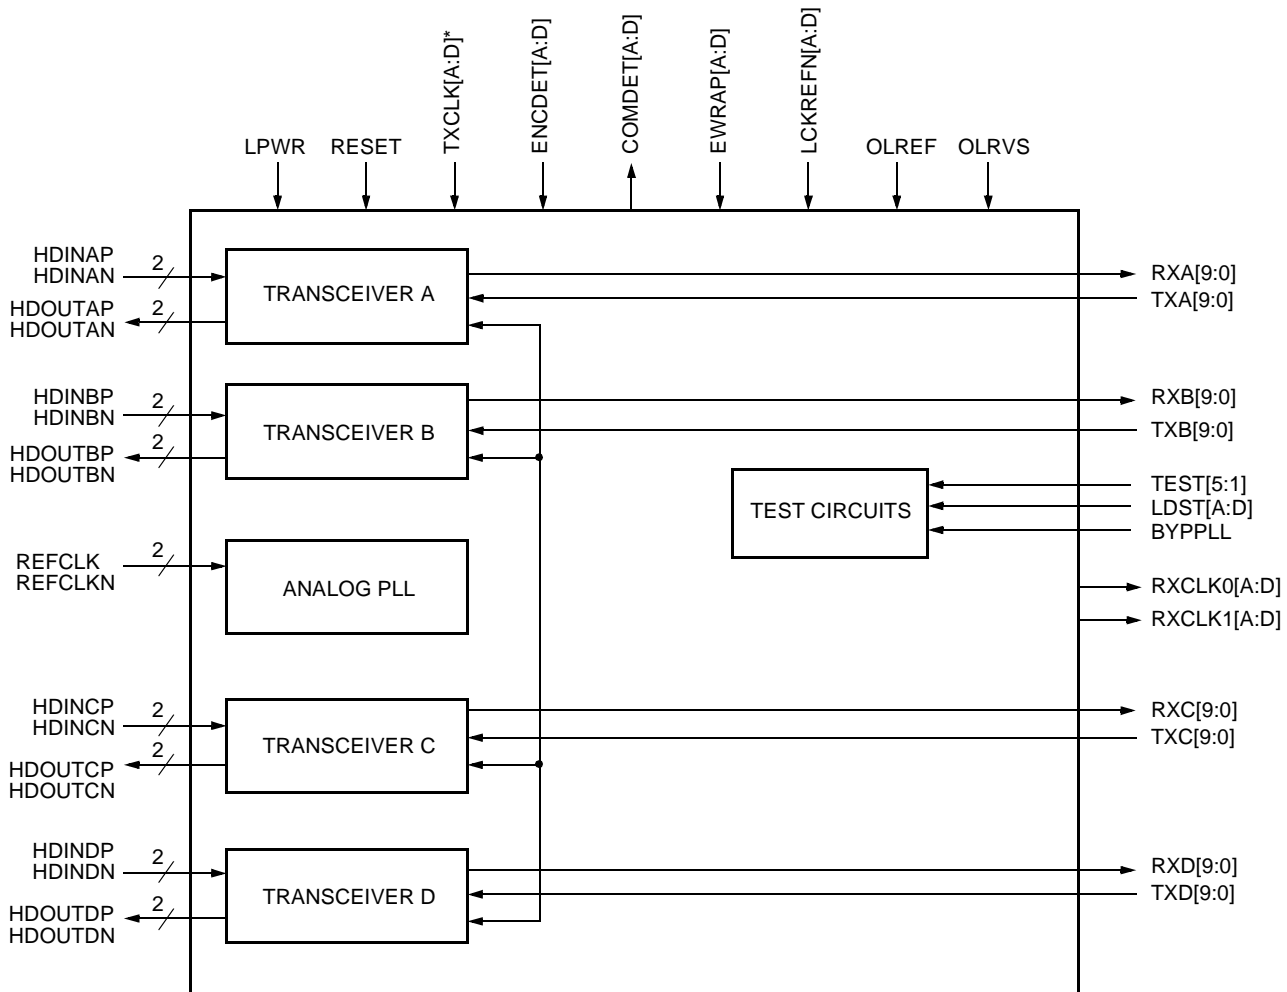 TXCLK[A:D]*
ENCDET[A:D]
COMDET[A:D]
EWRAP[A:D]
LCKREFN[A:D]
LPWR
RESET
OLREF
OLRVS
HDINAP
HDINAN
2
HDOUTAP
HDOUTAN
2
TRANSCEIVER A
RXA[9:0]
TXA[9:0]
HDINBP
HDINBN
2
HDOUTBP
HDOUTBN
2
TRANSCEIVER B
RXB[9:0]
TXB[9:0]
TEST CIRCUITS
TEST[5:1]
LDST[A:D]
BYPPLL
REFCLK
REFCLKN
2
ANALOG PLL
RXCLK0[A:D]
RXCLK1[A:D]
HDINCP
HDINCN
2
HDOUTCP
HDOUTCN
2
TRANSCEIVER C
RXC[9:0]
TXC[9:0]
HDINDP
HDINDN
2
HDOUTDP
HDOUTDN
2
TRANSCEIVER D
RXD[9:0]
TXD[9:0]